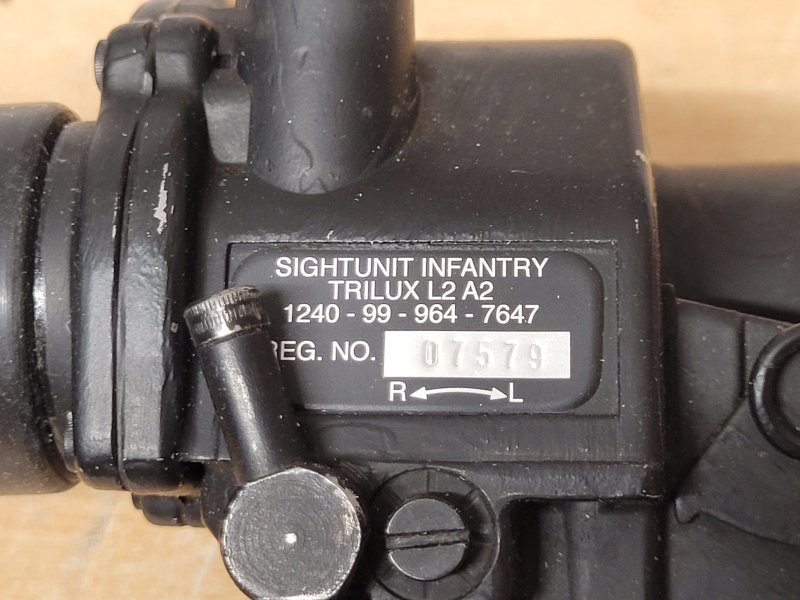 SIGHTUNIT INFANTRY
TRILUX L2 A2
1240 - 99 - 964 - 7647
REG. NO. 07579
R L